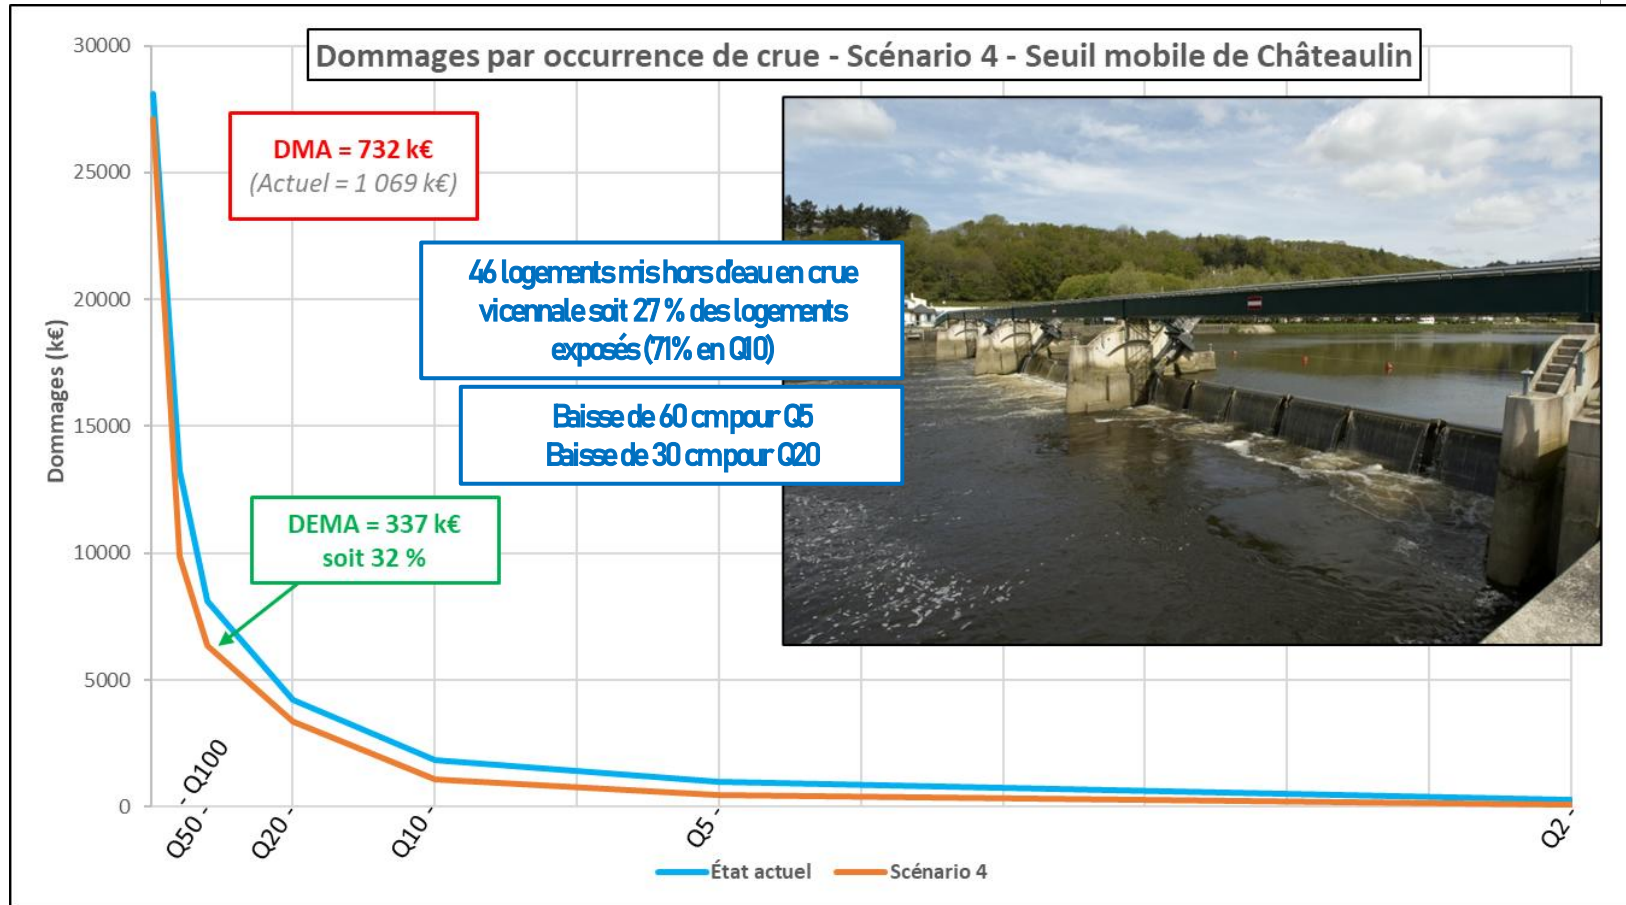 Dommages par occurrence de crue - Scénario 4 - Seuil mobile de Châteaulin
30000
25000
20000
15000
10000
5000
0
Dommages (k€)
DMA = 732 k€
(Actuel = 1 069 k€)
46 logements mis hors d'eau en crue
vicennale soit 27 % des logements
exposés (71% en Q10)
Baisse de 60 cm pour Q5
Baisse de 30 cm pour Q20
DEMA = 337 k€
soit 32 %
- Q100
Q50 -
Q20 -
Q10 -
Q5 -
Q2 -
État actuel
Scénario 4